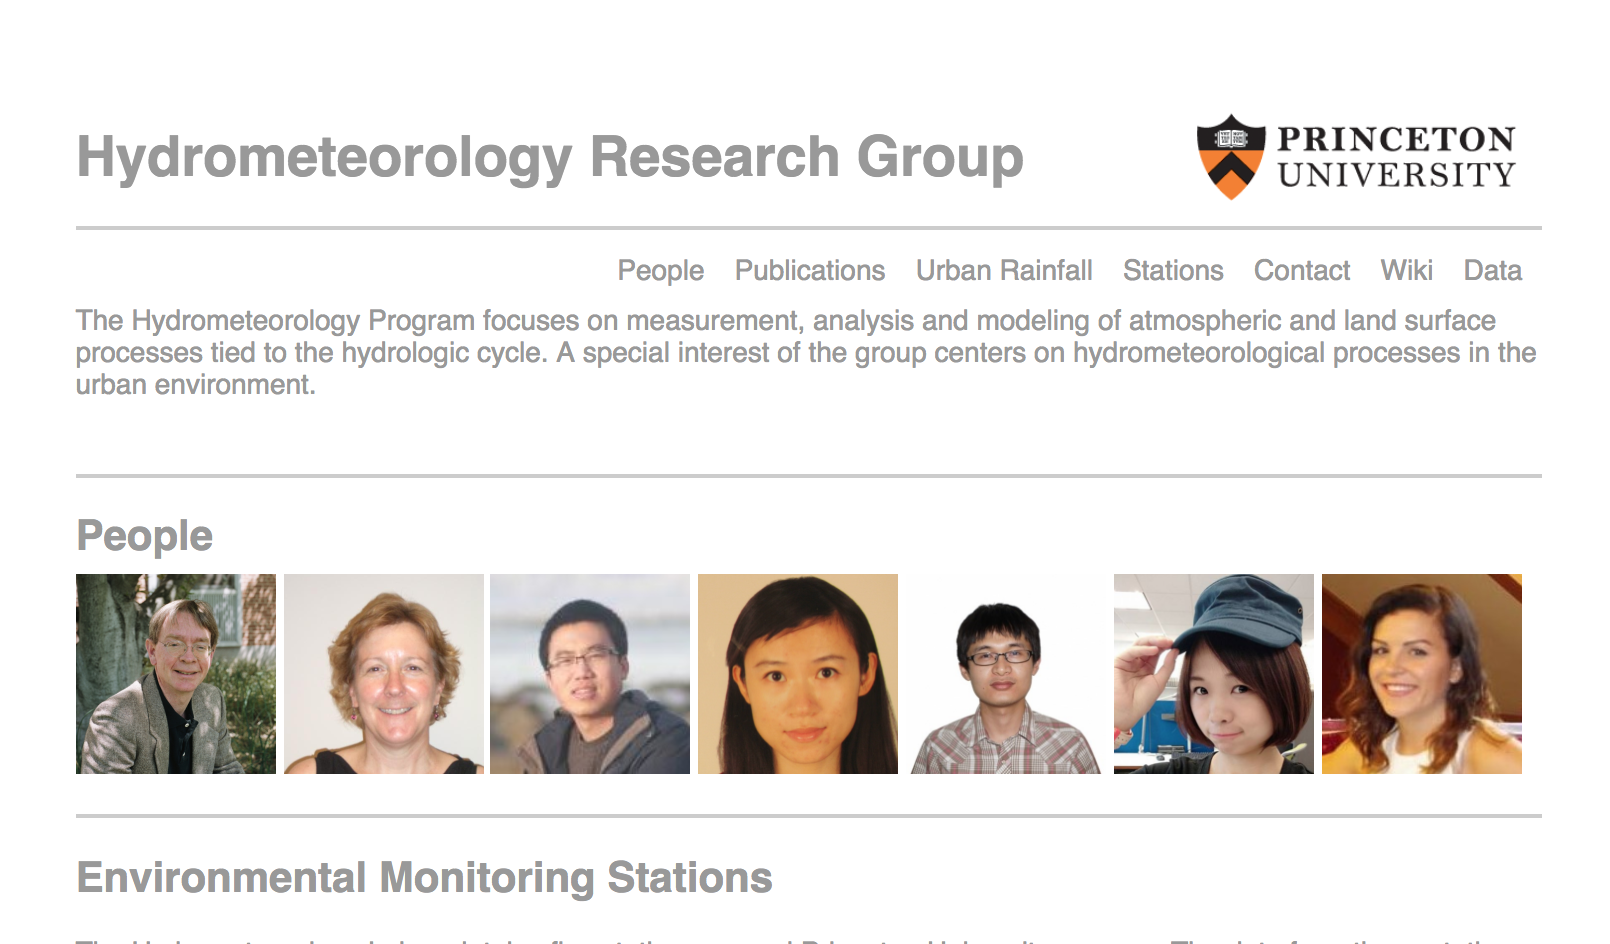 Hydrometeorology Research Group
PRINCETON
UNIVERSITY
People Publications Urban Rainfall Stations Contact Wiki Data
The Hydrometeorology Program focuses on measurement, analysis and modeling of atmospheric and land surface
processes tied to the hydrologic cycle. A special interest of the group centers on hydrometeorological processes in the
urban environment.
People
Environmental Monitoring Stations